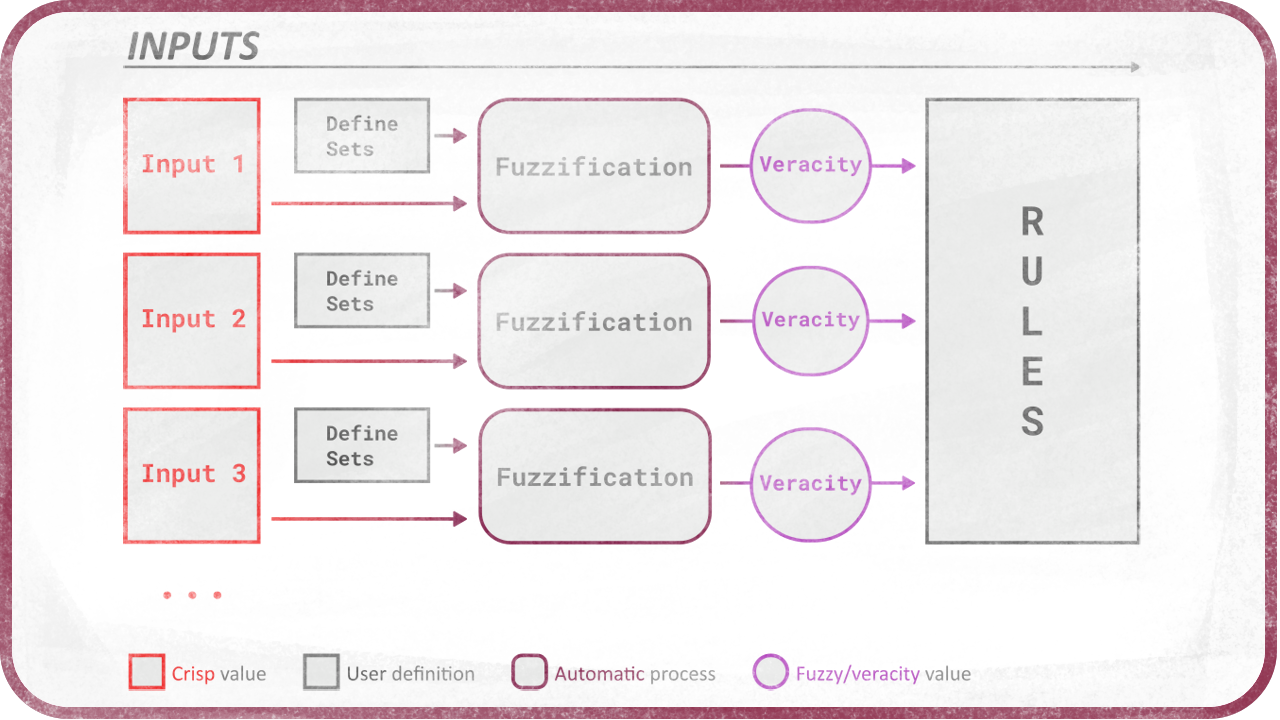 INPUTS
Input 1
Define
Sets
Fuzzification
Veracity
Input 2
Define
Sets
Fuzzification
Veracity
Input 3
Define
Sets
Fuzzification
Veracity
RULES
Crisp value
User definition
Automatic process
Fuzzy/veracity value